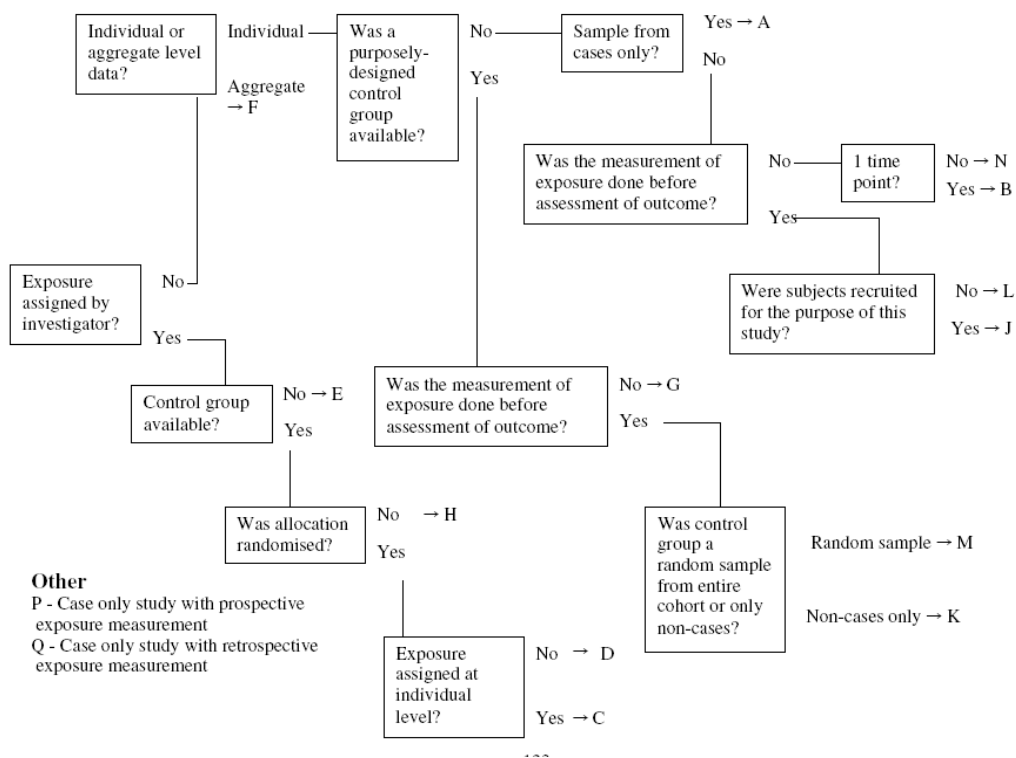 Individual or
aggregate level
data?
Individual
Aggregate
→ F
Was a
purposely-
designed
control
group
available?
No
Yes
Sample from
cases only?
Yes → A
No
Was the measurement of
exposure done before
assessment of outcome?
No
Yes
1 time
point?
No → N
Yes → B
Were subjects recruited
for the purpose of this
study?
No → L
Yes → J
Exposure
assigned by
investigator?
No
Yes
Control group
available?
No → E
Yes
Was the measurement of
exposure done before
assessment of outcome?
No → G
Yes
Was allocation
randomised?
No → H
Yes
Was control
group a
random sample
from entire
cohort or only
non-cases?
Random sample → M
Non-cases only → K
Other
P - Case only study with prospective
exposure measurement
Q - Case only study with retrospective
exposure measurement
Exposure
assigned at
individual
level?
No → D
Yes → C